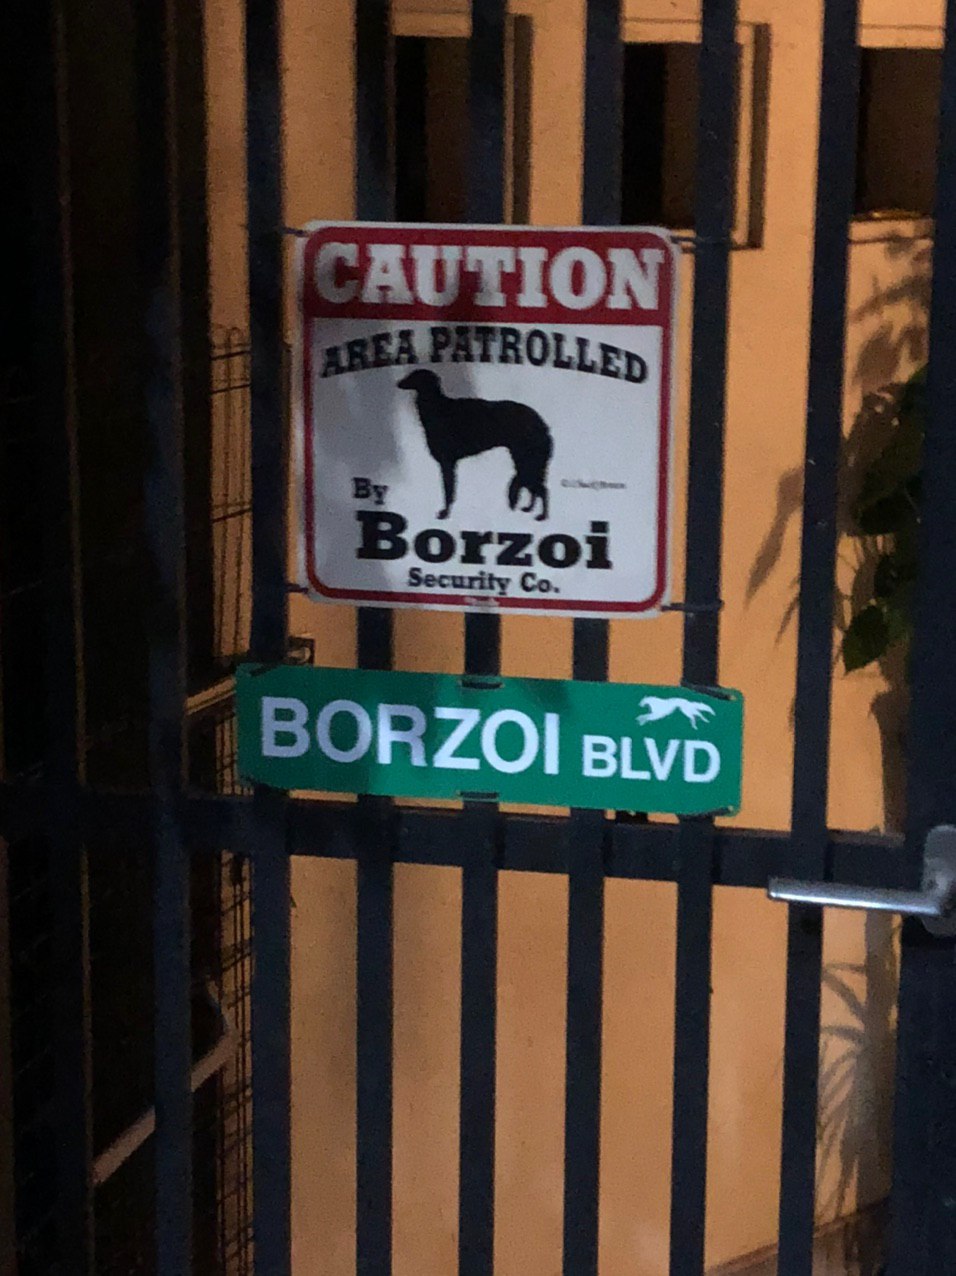 CAUTION
AREA PATROLLED
By
Borzoi
Security Co.
BORZOI BLVD